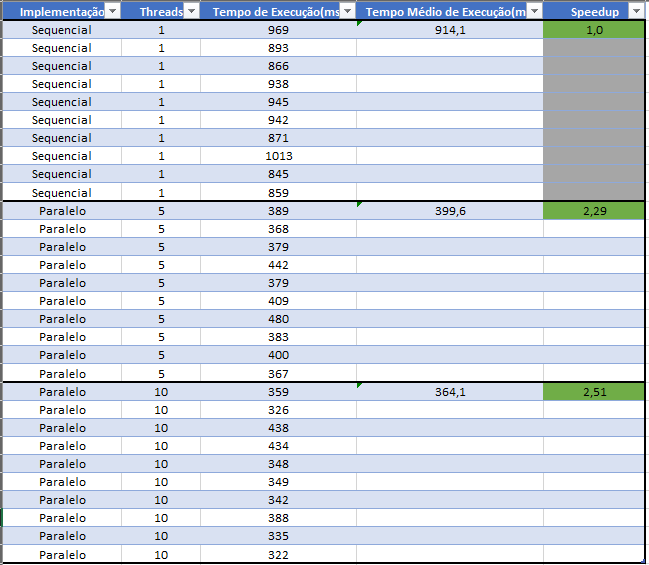 Implementação Threads Tempo de Execução(ms Tempo Médio de Execução(m Speedup
Sequencial 1 969 914,1 1,0
Sequencial 1 893
Sequencial 1 866
Sequencial 1 938
Sequencial 1 945
Sequencial 1 942
Sequencial 1 871
Sequencial 1 1013
Sequencial 1 845
Sequencial 1 859
Paralelo 5 389 399,6 2,29
Paralelo 5 368
Paralelo 5 379
Paralelo 5 442
Paralelo 5 379
Paralelo 5 409
Paralelo 5 480
Paralelo 5 383
Paralelo 5 400
Paralelo 5 367
Paralelo 10 359 364,1 2,51
Paralelo 10 326
Paralelo 10 438
Paralelo 10 434
Paralelo 10 348
Paralelo 10 349
Paralelo 10 342
Paralelo 10 388
Paralelo 10 335
Paralelo 10 322